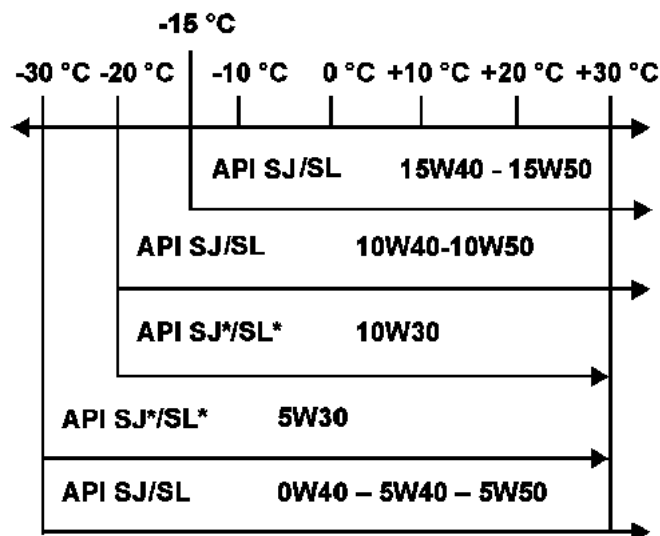 -15 °C
-30 °C -20 °C -10 °C 0 °C +10 °C +20 °C +30 °C
API SJ/SL 15W40 - 15W50
API SJ/SL 10W40-10W50
API SJ*/SL* 10W30
API SJ*/SL* 5W30
API SJ/SL 0W40 – 5W40 – 5W50